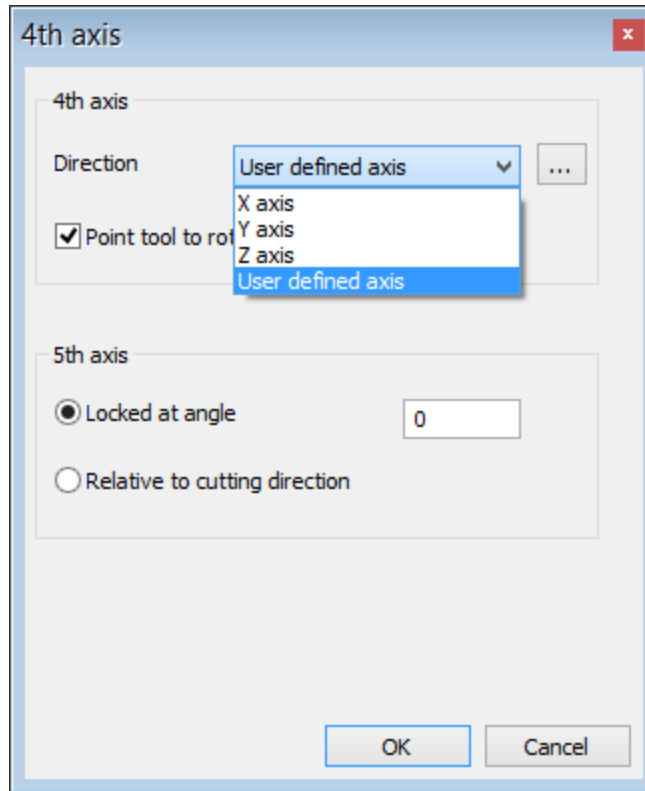 4th axis
x
4th axis
Direction
User defined axis
...
X axis
Y axis
Z axis
User defined axis
Point tool to
5th axis
Locked at angle
0
Relative to cutting direction
OK
Cancel